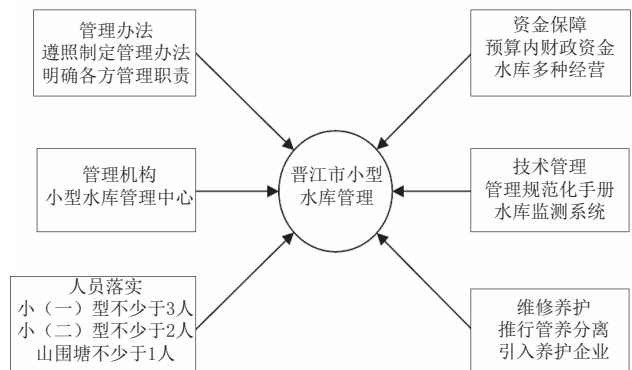 管理办法
遵照制定管理办法
明确各方管理职责
资金保障
预算内财政资金
水库多种经营
管理机构
小型水库管理中心
晋江市小型
水库管理
技术管理
管理规范化手册
水库监测系统
人员落实
小（一）型不少于3人
小（二）型不少于2人
山围塘不少于1人
维修养护
推行管养分离
引入养护企业